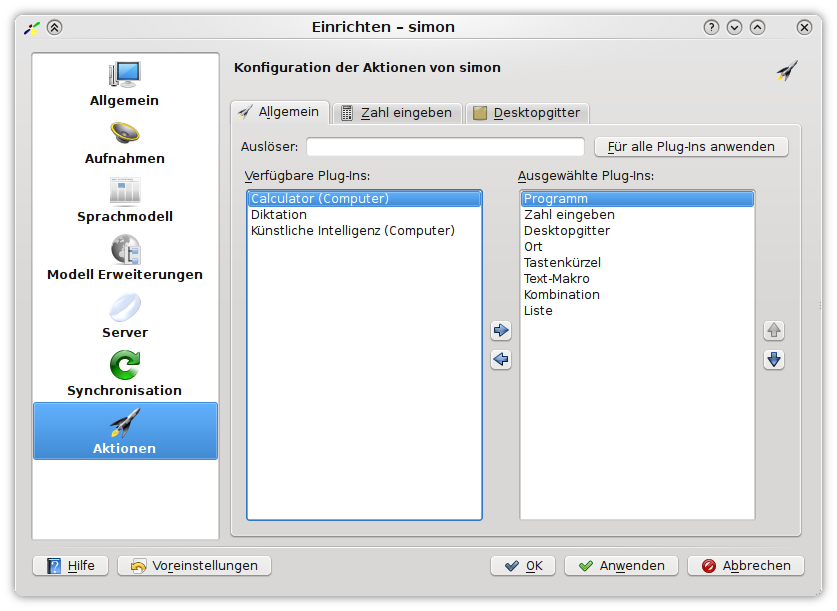 Einrichten – simon
Allgemein
Aufnahmen
Sprachmodell
Modell Erweiterungen
Server
Synchronisation
Aktionen
Konfiguration der Aktionen von simon
Allgemein
Zahl eingeben
Desktopgitter
Auslöser:
Für alle Plug-Ins anwenden
Verfügbare Plug-Ins:
Calculator (Computer)
Diktation
Künstliche Intelligenz (Computer)
Ausgewählte Plug-Ins:
Programm
Zahl eingeben
Desktopgitter
Ort
Tastenkürzel
Text-Makro
Kombination
Liste
Hilfe
Voreinstellungen
OK
Anwenden
Abbrechen